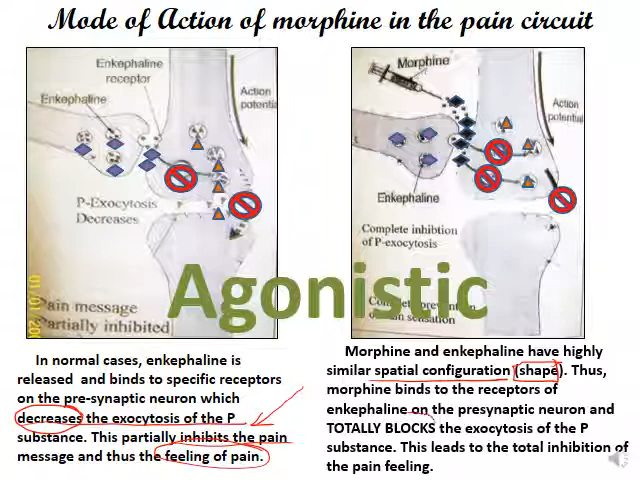 Mode of Action of morphine in the pain circuit
Enkephaline
receptor
Enkephaline
Action
potential
P-Exocytosis
Decreases
Pain message
Partially inhibited
Morphine
Action
potential
Enkephaline
Complete inhibtion
of P-exocytosis
Agonistic
In normal cases, enkephaline is
released and binds to specific receptors
on the pre-synaptic neuron which
decreases the exocytosis of the P
substance. This partially inhibits the pain
message and thus the feeling of pain.
Morphine and enkephaline have highly
similar spatial configuration (shape). Thus,
morphine binds to the receptors of
enkephaline on the presynaptic neuron and
TOTALLY BLOCKS the exocytosis of the P
substance. This leads to the total inhibition of
the pain feeling.